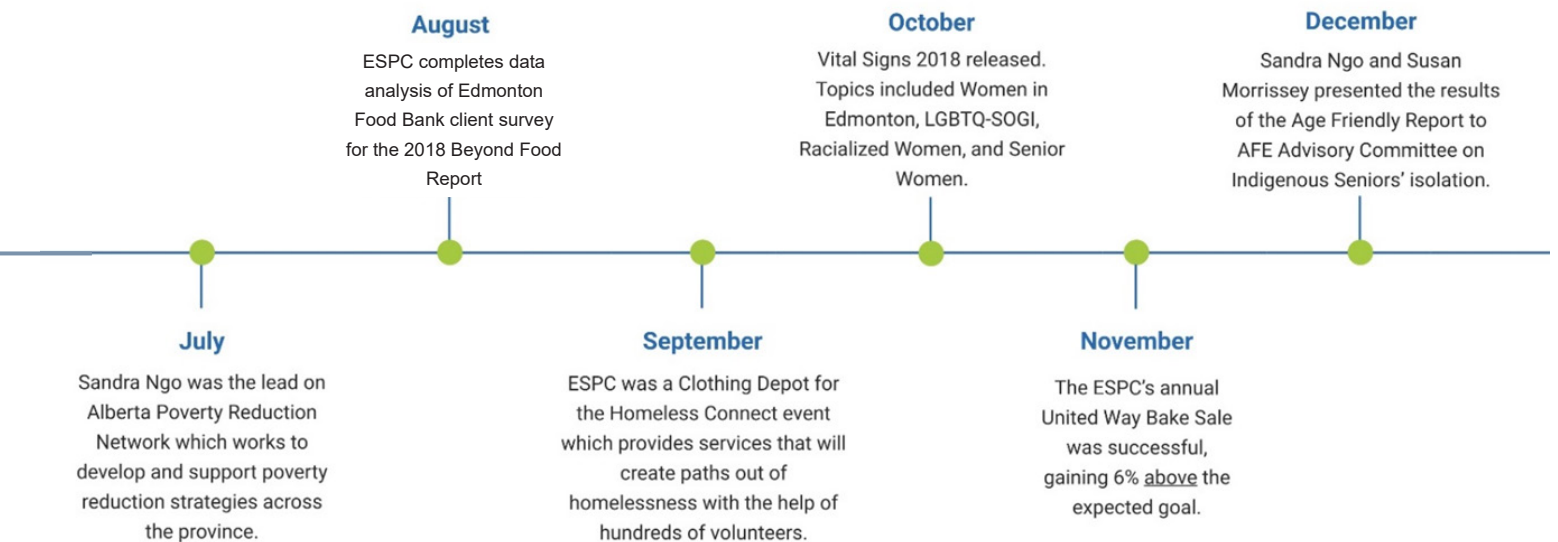 August
ESPC completes data
analysis of Edmonton
Food Bank client survey
for the 2018 Beyond Food
Report
October
Vital Signs 2018 released.
Topics included Women in
Edmonton, LGBTQ-SOGI,
Racialized Women, and Senior
Women.
December
Sandra Ngo and Susan
Morrissey presented the results
of the Age Friendly Report to
AFE Advisory Committee on
Indigenous Seniors’ isolation.
July
Sandra Ngo was the lead on
Alberta Poverty Reduction
Network which works to
develop and support poverty
reduction strategies across
the province.
September
ESPC was a Clothing Depot for
the Homeless Connect event
which provides services that will
create paths out of
homelessness with the help of
hundreds of volunteers.
November
The ESPC’s annual
United Way Bake Sale
was successful,
gaining 6% above the
expected goal.